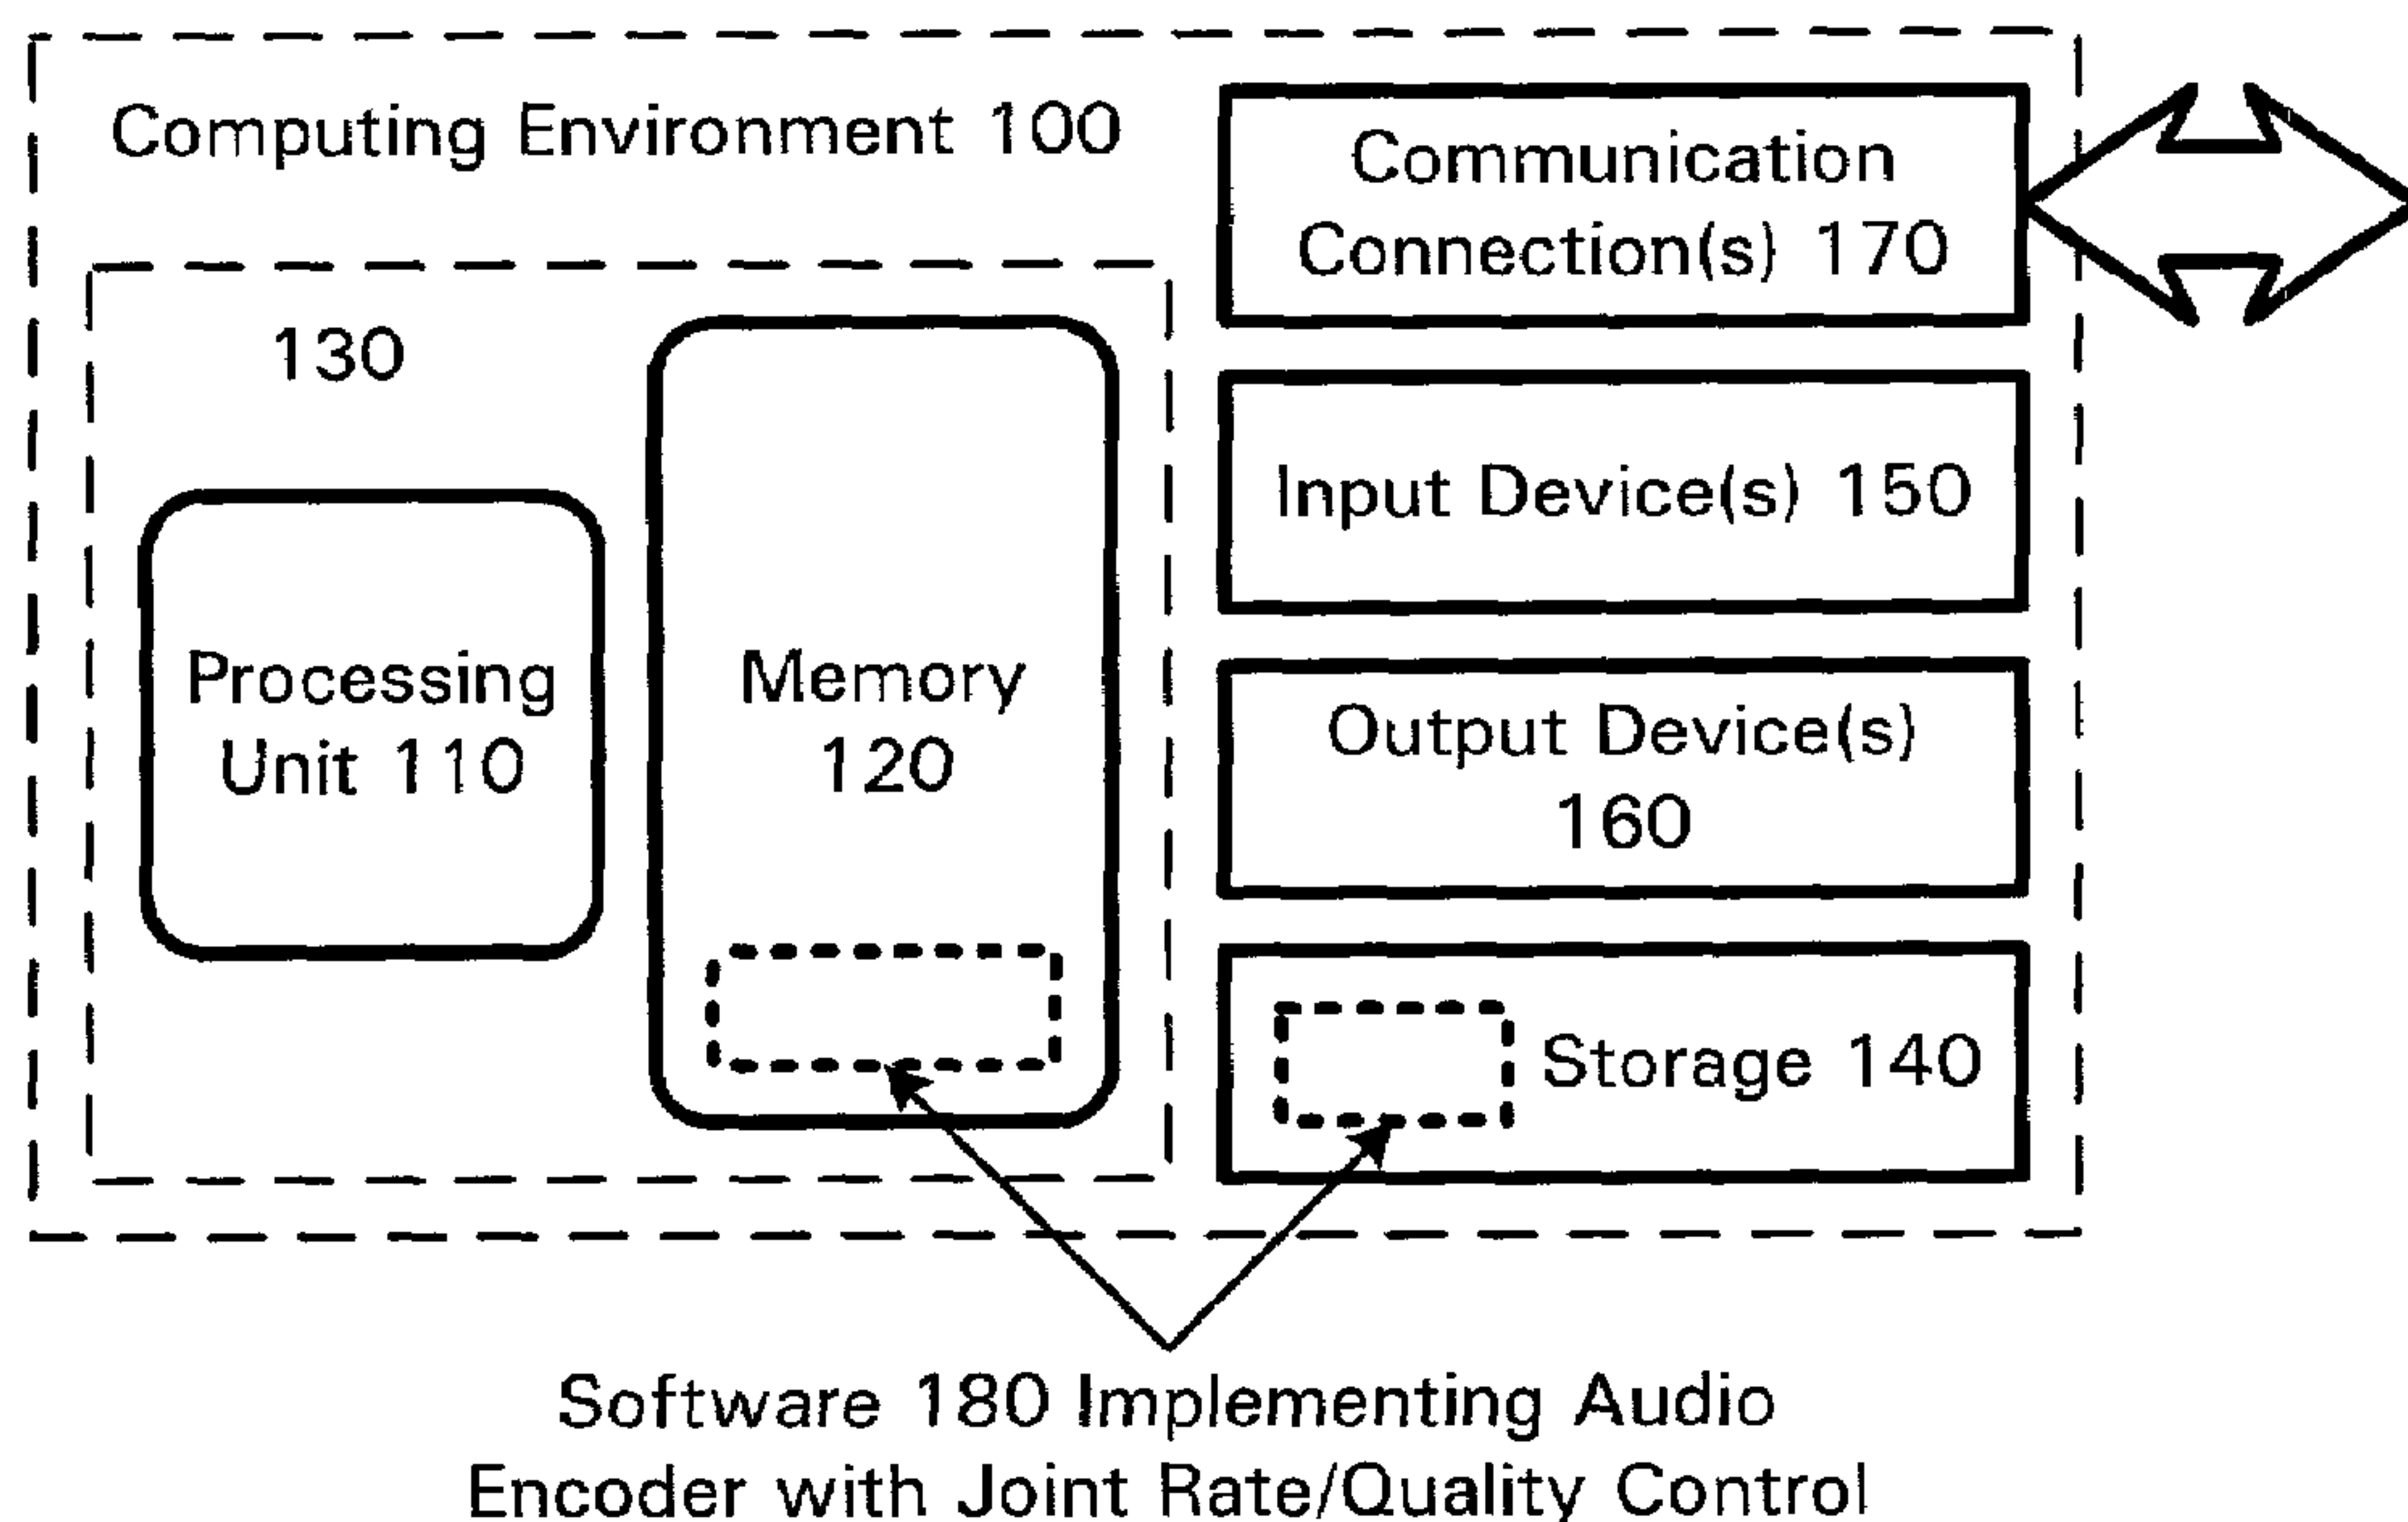 Computing Environment 100
Communication
Connection(s) 170
130
Input Device(s) 150
Processing
Unit 110
Memory
120
Output Device(s)
160
Storage 140
Software 180 Implementing Audio
Encoder with Joint Rate/Quality Control